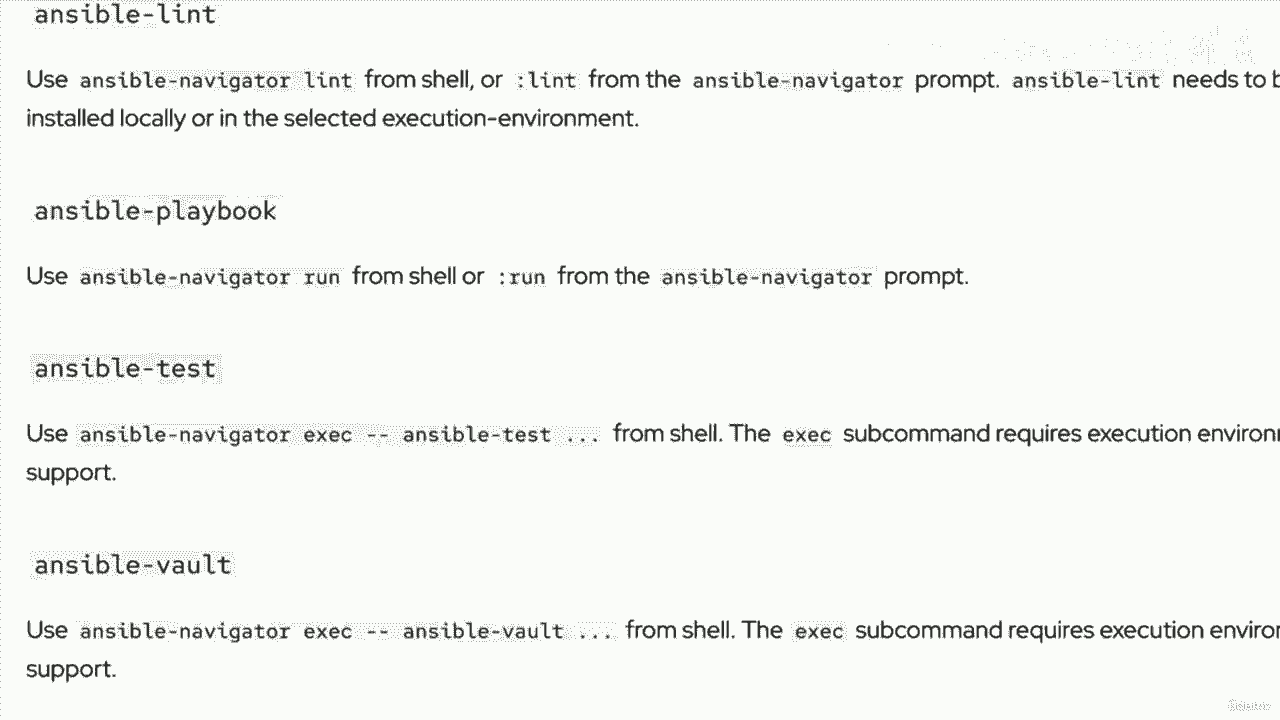 ansible-lint
Use ansible-navigator lint from shell, or :lint from the ansible-navigator prompt. ansible-lint needs to b
installed locally or in the selected execution-environment.
ansible-playbook
Use ansible-navigator run from shell or :run from the ansible-navigator prompt.
ansible-test
Use ansible-navigator exec -- ansible-test ... from shell. The exec subcommand requires execution environ
support.
ansible-vault
Use ansible-navigator exec -- ansible-vault ... from shell. The exec subcommand requires execution environ
support.